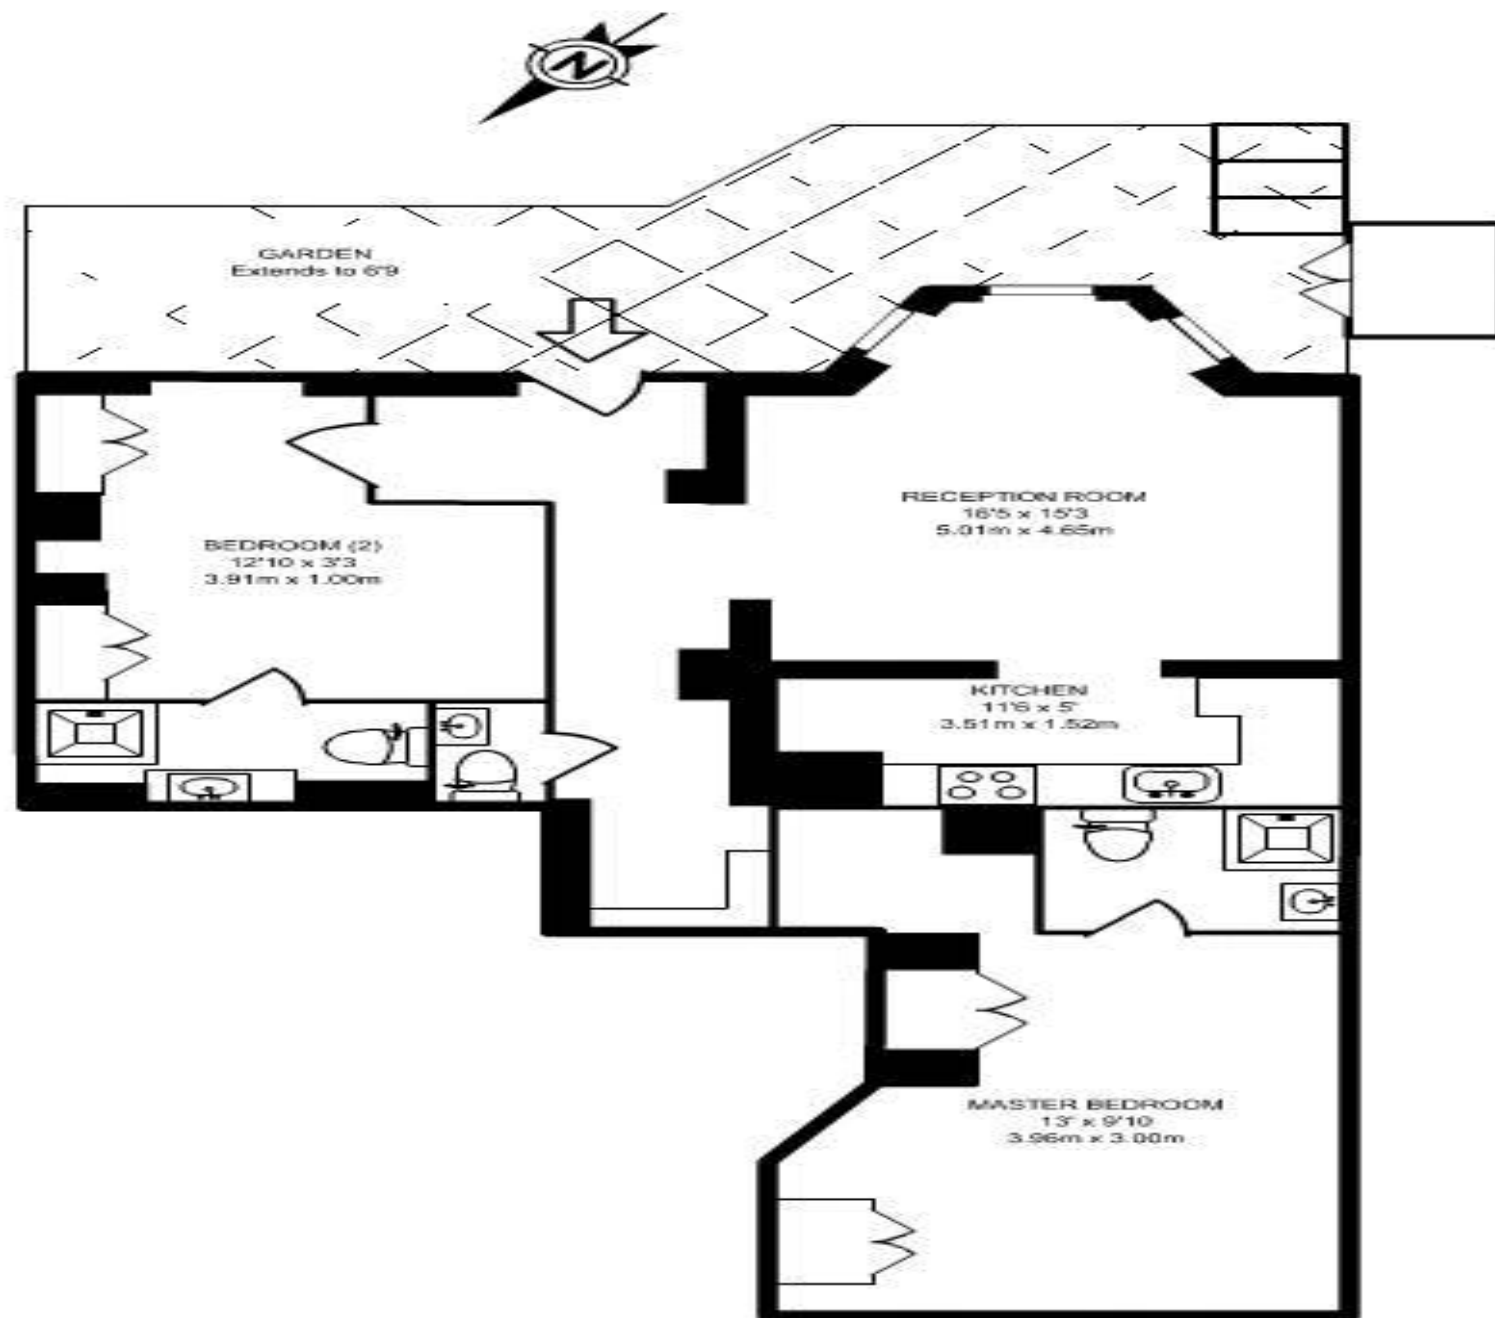 N
GARDEN
Extends to 6'9
RECEPTION ROOM
16'5 x 15'3
5.01m x 4.65m
BEDROOM (2)
12'10 x 3'3
3.91m x 1.00m
KITCHEN
11'6 x 5'
3.51m x 1.52m
MASTER BEDROOM
13' x 9'10
3.96m x 3.00m